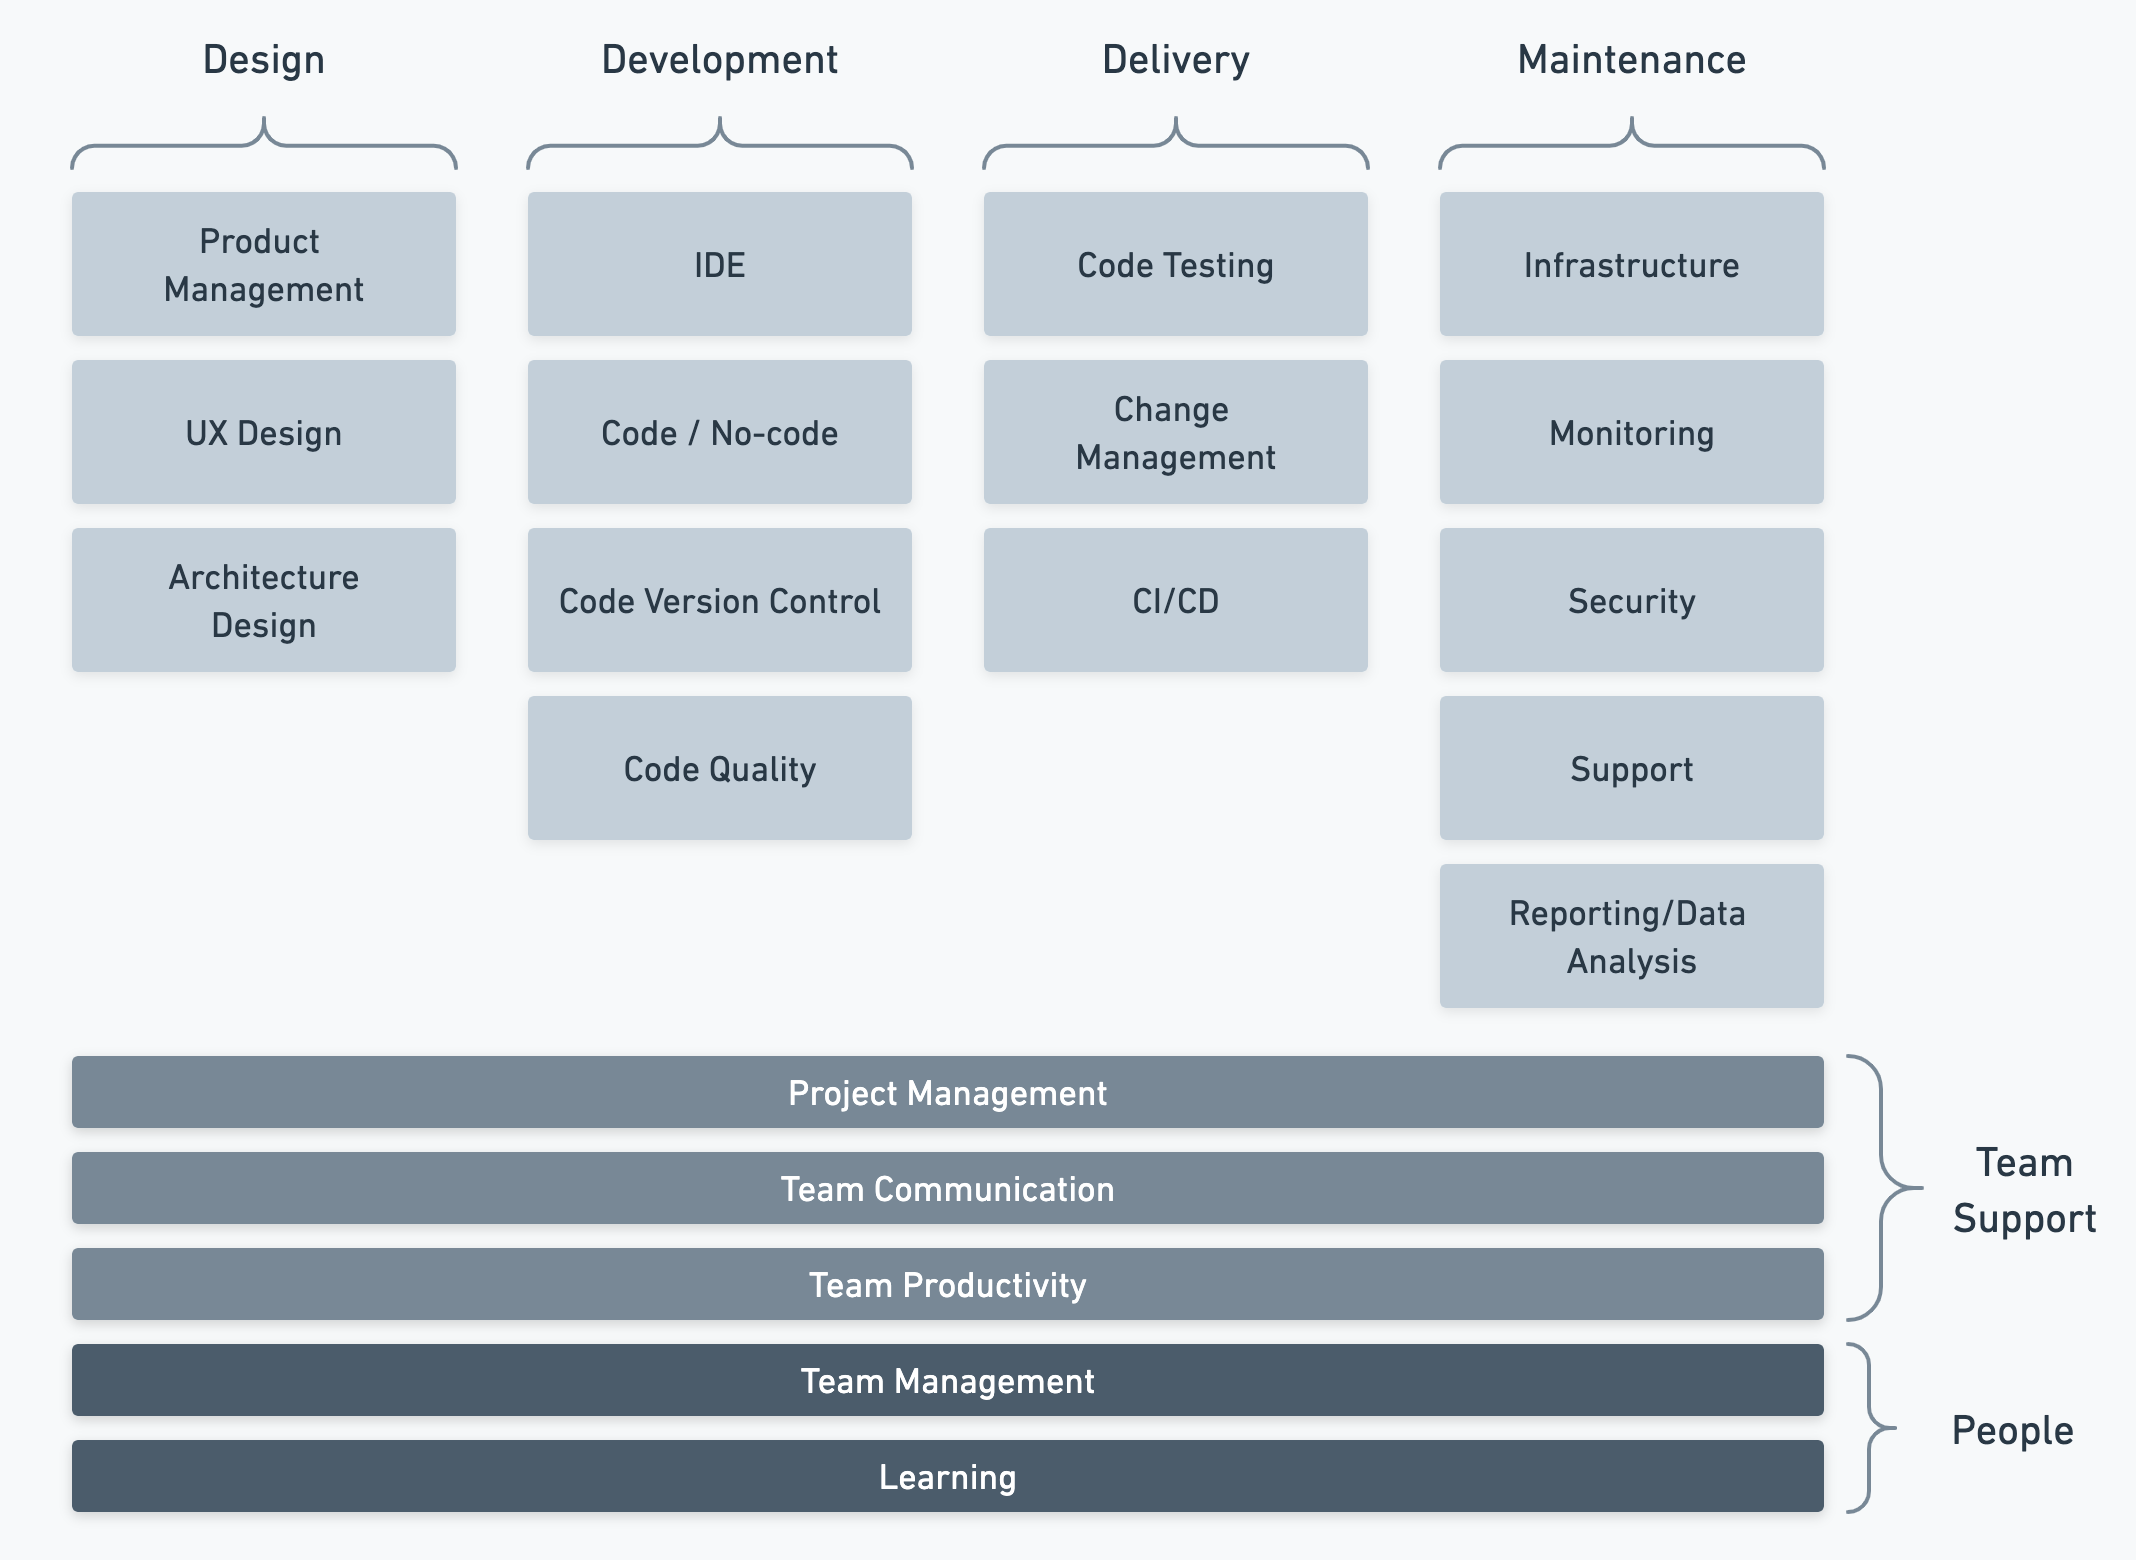 Design
Development
Delivery
Maintenance
Product
Management
IDE
Code Testing
Infrastructure
UX Design
Code / No-code
Change
Management
Monitoring
Architecture
Design
Code Version Control
CI/CD
Security
Code Quality
Support
Reporting/Data
Analysis
Project Management
Team Communication
Team Productivity
Team
Support
Team Management
Learning
People